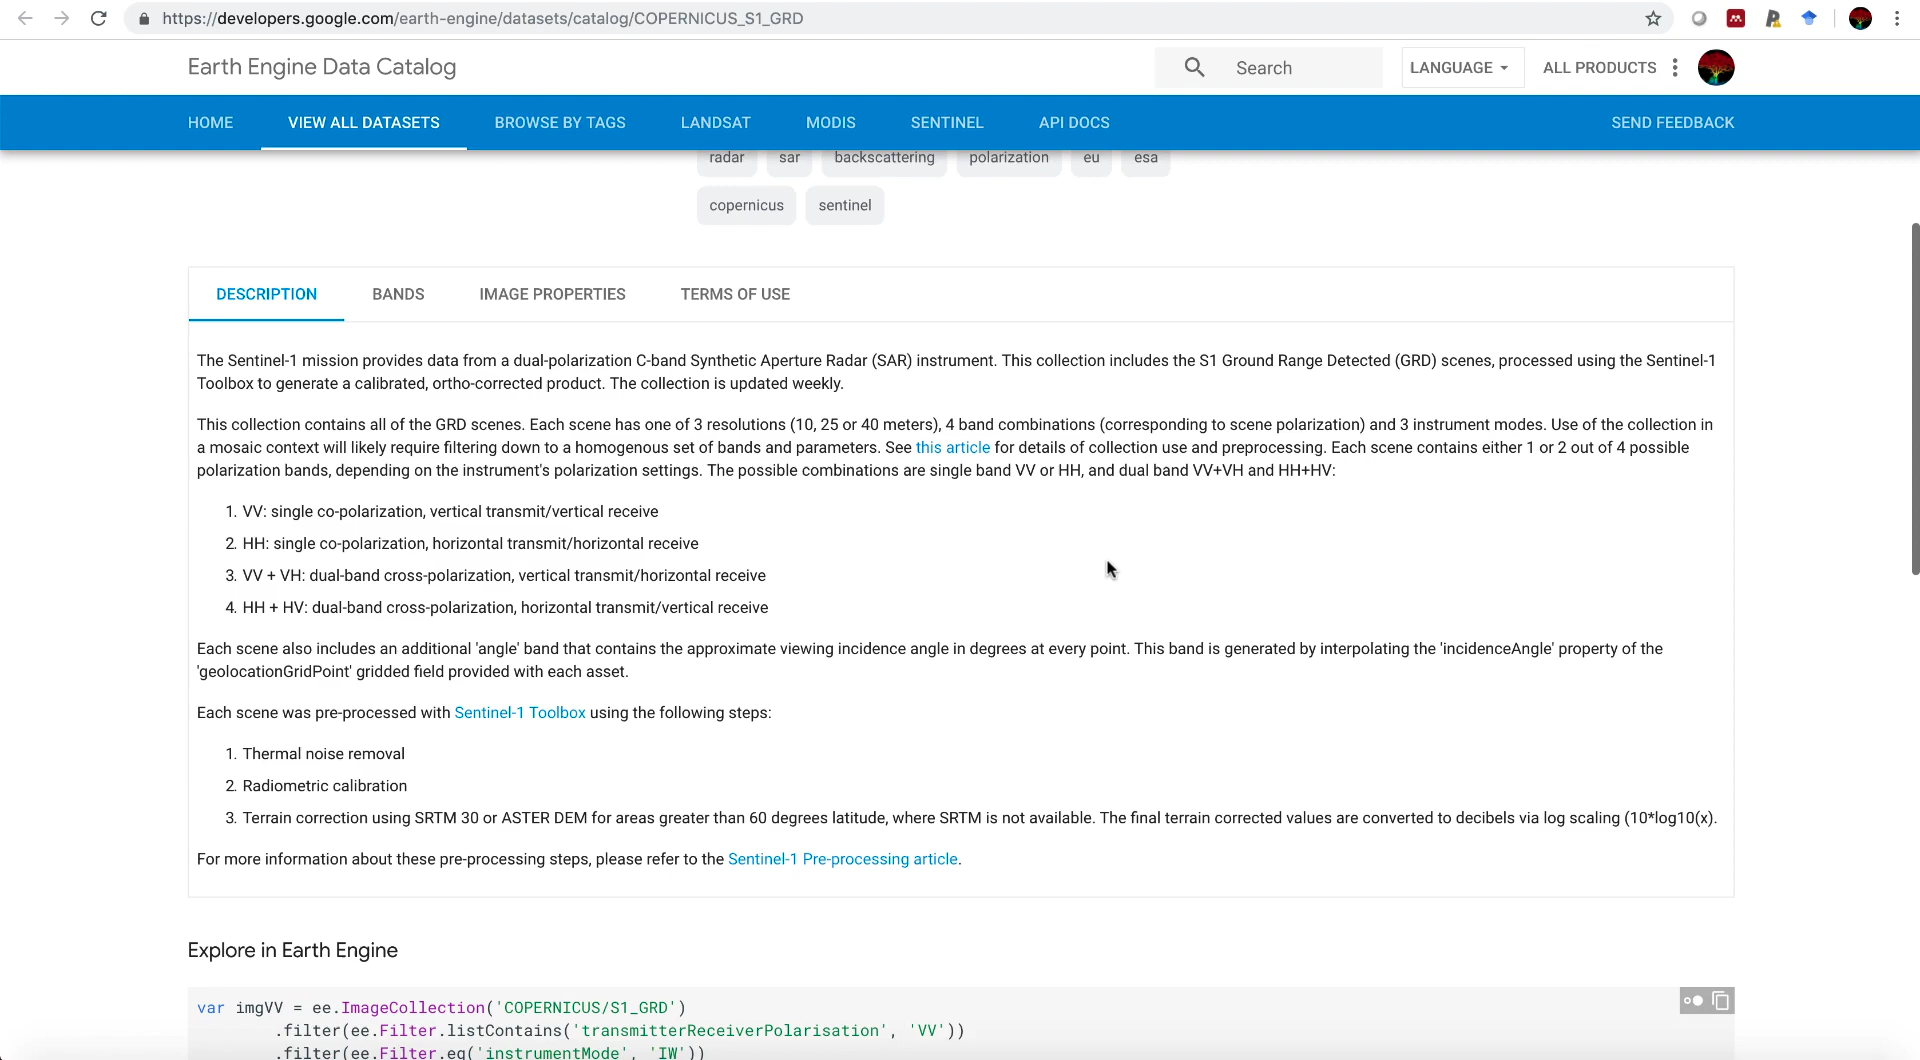 https://developers.google.com/earth-engine/datasets/catalog/COPERNICUS_S1_GRD
Earth Engine Data Catalog
Search
LANGUAGE
ALL PRODUCTS
HOME
VIEW ALL DATASETS
BROWSE BY TAGS
LANDSAT
MODIS
SENTINEL
API DOCS
SEND FEEDBACK
radar
sar
backscattering
polarization
eu
esa
copernicus
sentinel
DESCRIPTION
BANDS
IMAGE PROPERTIES
TERMS OF USE
The Sentinel-1 mission provides data from a dual-polarization C-band Synthetic Aperture Radar (SAR) instrument. This collection includes the S1 Ground Range Detected (GRD) scenes, processed using the Sentinel-1
Toolbox to generate a calibrated, ortho-corrected product. The collection is updated weekly.
This collection contains all of the GRD scenes. Each scene has one of 3 resolutions (10, 25 or 40 meters), 4 band combinations (corresponding to scene polarization) and 3 instrument modes. Use of the collection in
a mosaic context will likely require filtering down to a homogenous set of bands and parameters. See this article for details of collection use and preprocessing. Each scene contains either 1 or 2 out of 4 possible
polarization bands, depending on the instrument's polarization settings. The possible combinations are single band VV or HH, and dual band VV+VH and HH+HV:
1. VV: single co-polarization, vertical transmit/vertical receive
2. HH: single co-polarization, horizontal transmit/horizontal receive
3. VV + VH: dual-band cross-polarization, vertical transmit/horizontal receive
4. HH + HV: dual-band cross-polarization, horizontal transmit/vertical receive
Each scene also includes an additional 'angle' band that contains the approximate viewing incidence angle in degrees at every point. This band is generated by interpolating the 'incidenceAngle' property of the
'geolocationGridPoint' gridded field provided with each asset.
Each scene was pre-processed with Sentinel-1 Toolbox using the following steps:
1. Thermal noise removal
2. Radiometric calibration
3. Terrain correction using SRTM 30 or ASTER DEM for areas greater than 60 degrees latitude, where SRTM is not available. The final terrain corrected values are converted to decibels via log scaling (10*log10(x).
For more information about these pre-processing steps, please refer to the Sentinel-1 Pre-processing article.
Explore in Earth Engine
var imgVV = ee.ImageCollection('COPERNICUS/S1_GRD')
.filter(ee.Filter.listContains('transmitterReceiverPolarisation', 'VV'))
.filter(ee.Filter.eq('instrumentMode', 'IW'))